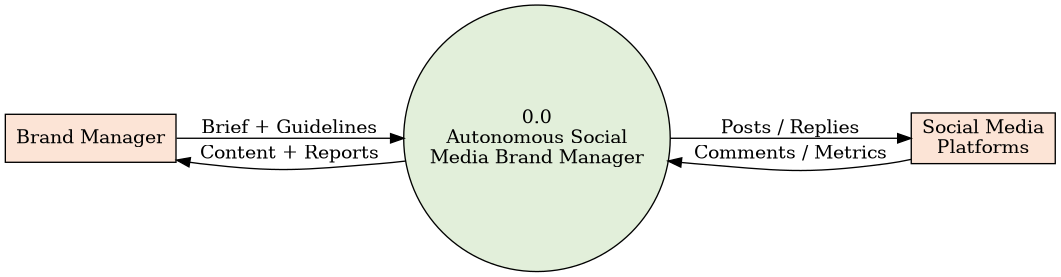 Brand Manager
Brief + Guidelines
Content + Reports
0.0
Autonomous Social
Media Brand Manager
Posts / Replies
Comments / Metrics
Social Media
Platforms